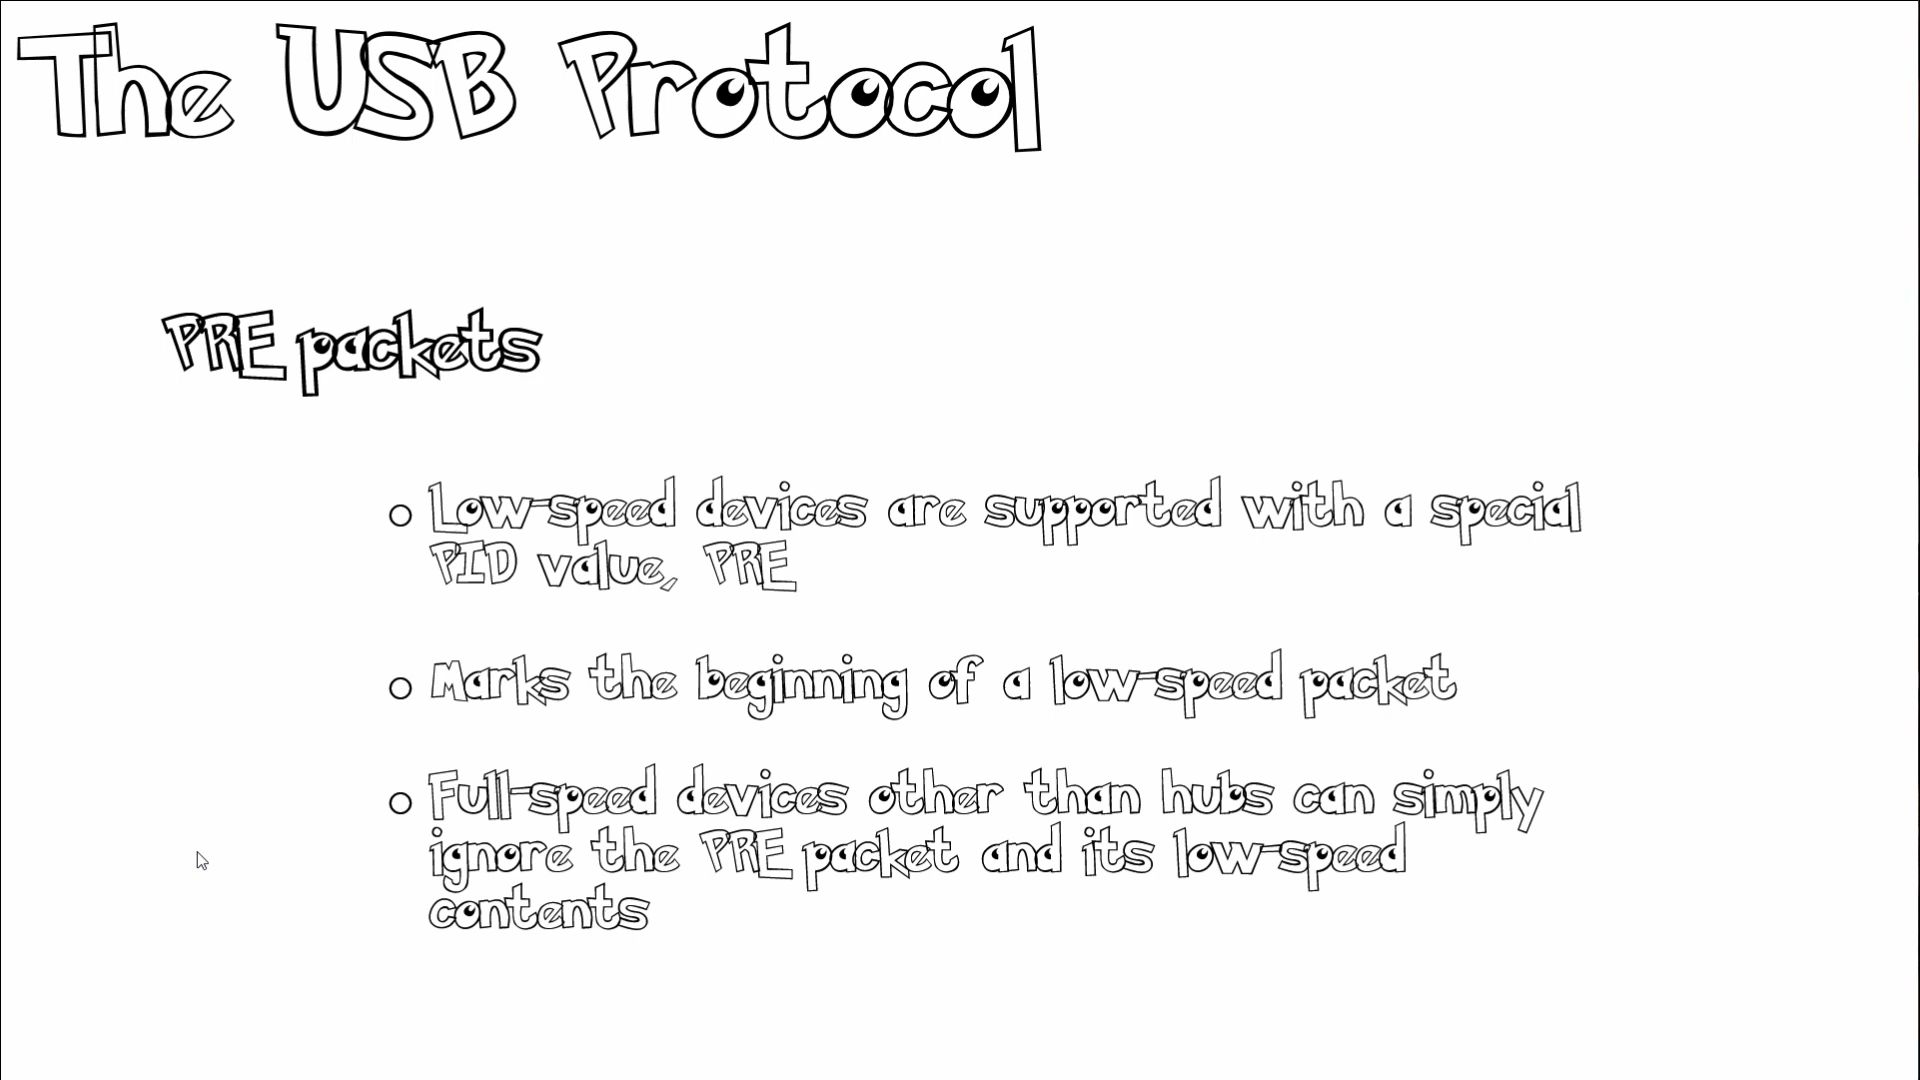 The USB Protocol
PRE packets
Low-speed devices are supported with a special
PID value, PRE
Marks the beginning of a low-speed packet
Full-speed devices other than hubs can simply
ignore the PRE packet and its low-speed
contents